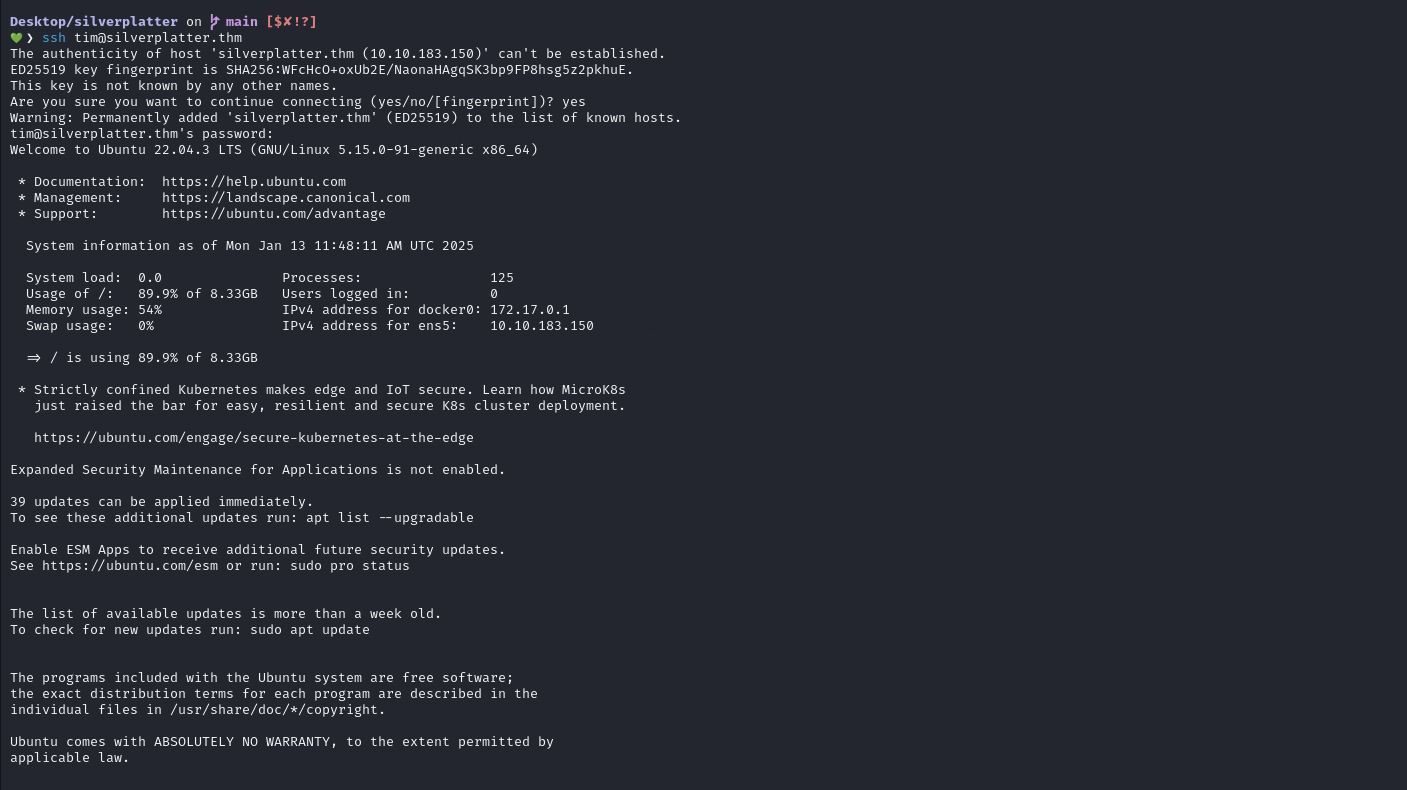 Desktop/silverplatter on main [$✘!?]
💚 ❯ ssh tim@silverplatter.thm
The authenticity of host 'silverplatter.thm (10.10.183.150)' can't be established.
ED25519 key fingerprint is SHA256:WFcHcO+oxUb2E/NaonaHAgqSK3bp9FP8hsg5z2pkhuE.
This key is not known by any other names.
Are you sure you want to continue connecting (yes/no/[fingerprint])? yes
Warning: Permanently added 'silverplatter.thm' (ED25519) to the list of known hosts.
tim@silverplatter.thm's password:
Welcome to Ubuntu 22.04.3 LTS (GNU/Linux 5.15.0-91-generic x86_64)

 * Documentation:  https://help.ubuntu.com
 * Management:     https://landscape.canonical.com
 * Support:        https://ubuntu.com/advantage

  System information as of Mon Jan 13 11:48:11 AM UTC 2025

  System load:  0.0               Processes:                125
  Usage of /:   89.9% of 8.33GB   Users logged in:          0
  Memory usage: 54%               IPv4 address for docker0: 172.17.0.1
  Swap usage:   0%                IPv4 address for ens5:    10.10.183.150

  => / is using 89.9% of 8.33GB

 * Strictly confined Kubernetes makes edge and IoT secure. Learn how MicroK8s
   just raised the bar for easy, resilient and secure K8s cluster deployment.

   https://ubuntu.com/engage/secure-kubernetes-at-the-edge

Expanded Security Maintenance for Applications is not enabled.

39 updates can be applied immediately.
To see these additional updates run: apt list --upgradable

Enable ESM Apps to receive additional future security updates.
See https://ubuntu.com/esm or run: sudo pro status


The list of available updates is more than a week old.
To check for new updates run: sudo apt update


The programs included with the Ubuntu system are free software;
the exact distribution terms for each program are described in the
individual files in /usr/share/doc/*/copyright.

Ubuntu comes with ABSOLUTELY NO WARRANTY, to the extent permitted by
applicable law.